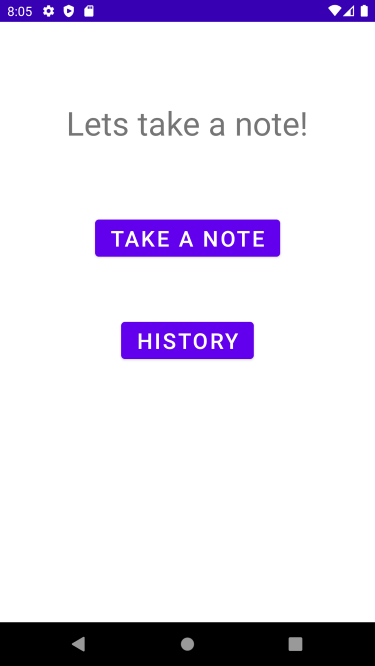 8:05
Lets take a note!
TAKE A NOTE
HISTORY